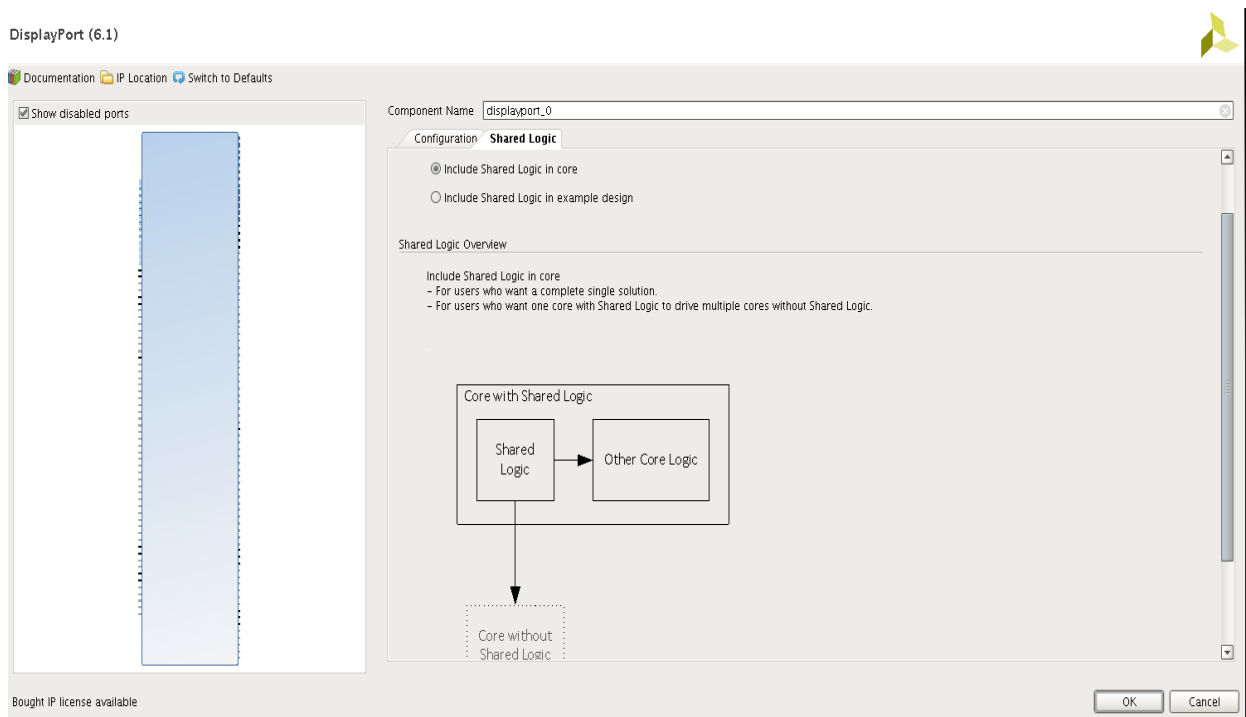 DisplayPort (6.1)
Documentation IP Location Switch to Defaults
Show disabled ports
Component Name displayport_0
Configuration Shared Logic
Include Shared Logic in core
Include Shared Logic in example design
Shared Logic Overview
Include Shared Logic in core
- For users who want a complete single solution.
- For users who want one core with Shared Logic to drive multiple cores without Shared Logic.
Core with Shared Logic
Shared
Logic
Other Core Logic
Core without
Shared Logic
Bought IP license available
OK Cancel